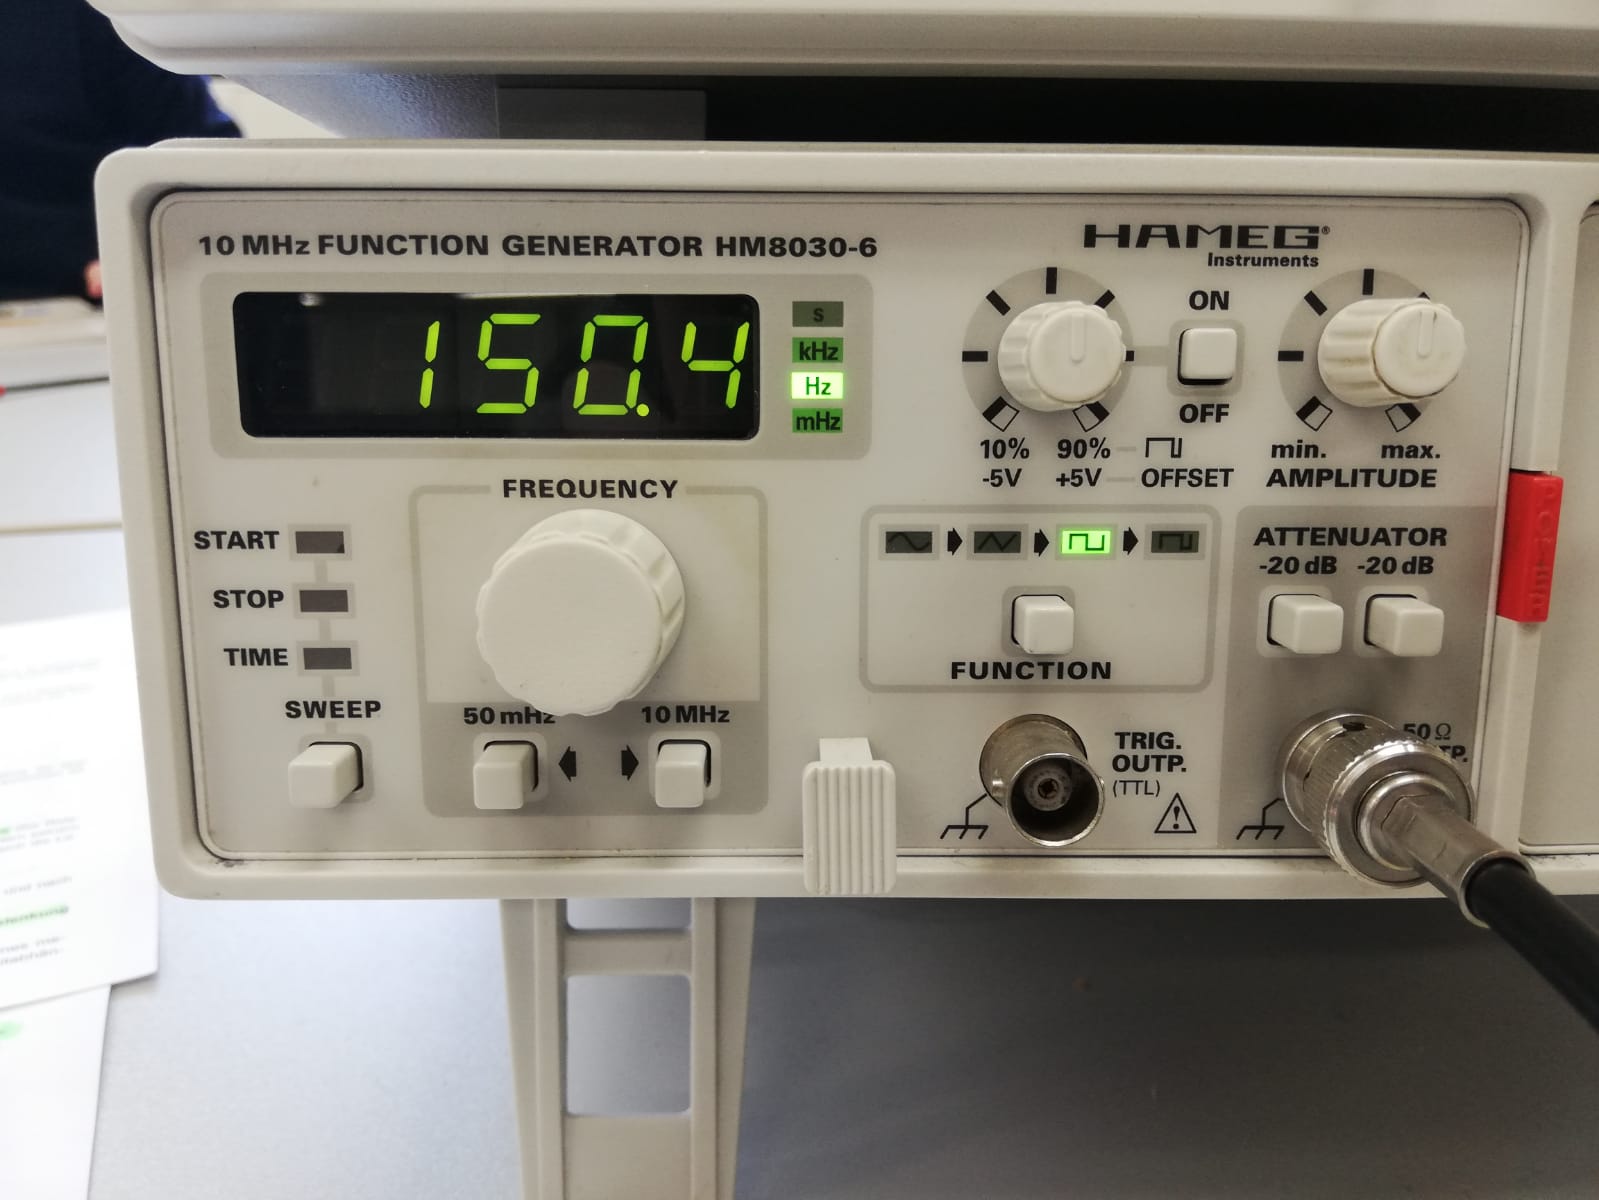 10 MHz FUNCTION GENERATOR HM8030-6
HAMEG®
Instruments
150.4
s
kHz
Hz
mHz
ON
OFF
10% 90%
-5V +5V OFFSET
min. max.
AMPLITUDE
FREQUENCY
START
STOP
TIME
SWEEP
50 mHz 10 MHz
FUNCTION
ATTENUATOR
-20 dB -20 dB
TRIG.
OUTP.
(TTL)
50 Ω